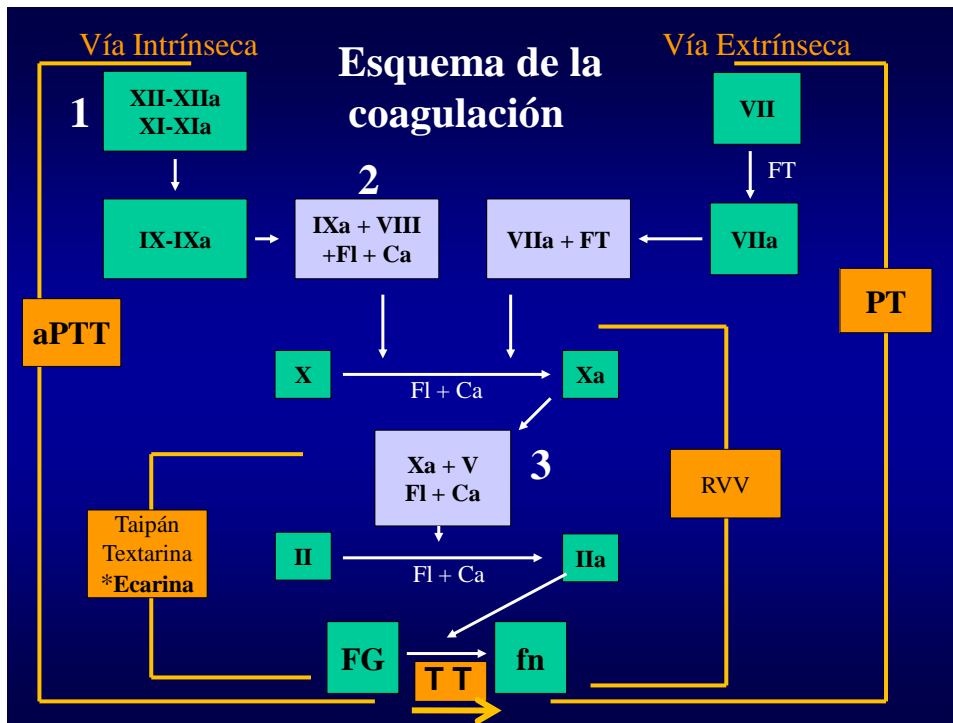 Vía Intrínseca
Esquema de la
coagulación
Vía Extrínseca
1
XII-XIIa
XI-XIa
VII
FT
2
IX-IXa
IXa + VIII
+Fl + Ca
VIIa + FT
VIIa
aPTT
PT
X
Fl + Ca
Xa
Xa + V
Fl + Ca
3
RVV
Taipán
Textarina
*Ecarina
II
Fl + Ca
IIa
FG
T T
fn